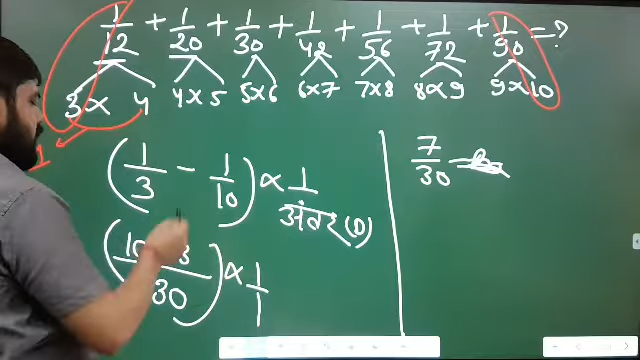 1/12 + 1/20 + 1/30 + 1/42 + 1/56 + 1/72 + 1/90 = ?
3 × 4 4 × 5 5 × 6 6 × 7 7 × 8 8 × 9 9 × 10
1
(1/3 − 1/10) × 1/अंतर (D)
7/30 =
30) × 1/1